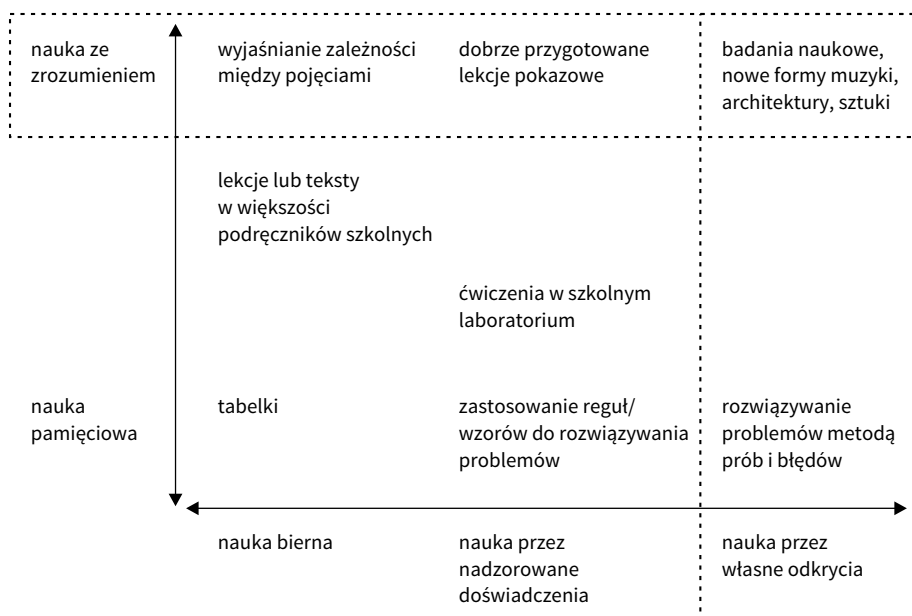 nauka ze
zrozumieniem
wyjaśnianie zależności
między pojęciami
dobrze przygotowane
lekcje pokazowe
badania naukowe,
nowe formy muzyki,
architektury, sztuki
lekcje lub teksty
w większości
podręczników szkolnych
ćwiczenia w szkolnym
laboratorium
nauka
pamięciowa
tabelki
zastosowanie reguł/
wzorów do rozwiązywania
problemów
rozwiązywanie
problemów metodą
prób i błędów
nauka bierna
nauka przez
nadzorowane
doświadczenia
nauka przez
własne odkrycia